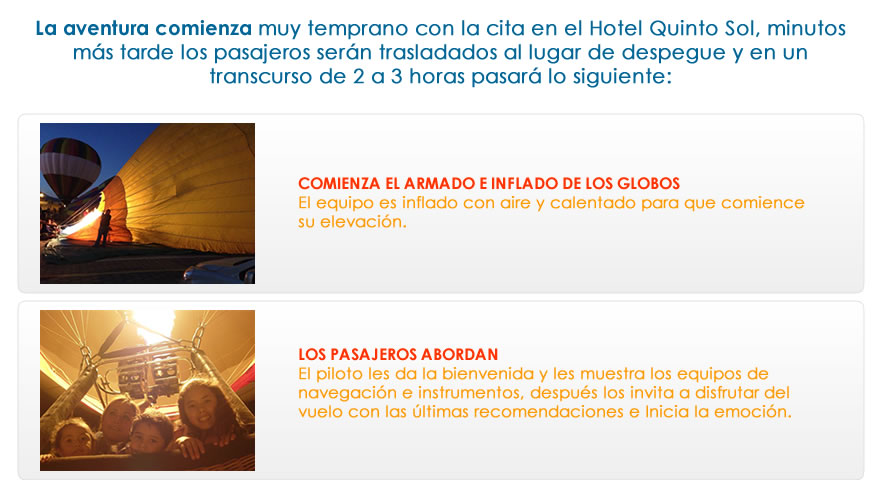 La aventura comienza muy temprano con la cita en el Hotel Quinto Sol, minutos
más tarde los pasajeros serán trasladados al lugar de despegue y en un
transcurso de 2 a 3 horas pasará lo siguiente:
COMIENZA EL ARMADO E INFLADO DE LOS GLOBOS
El equipo es inflado con aire y calentado para que comience
su elevación.
LOS PASAJEROS ABORDAN
El piloto les da la bienvenida y les muestra los equipos de
navegación e instrumentos, después los invita a disfrutar del
vuelo con las últimas recomendaciones e Inicia la emoción.